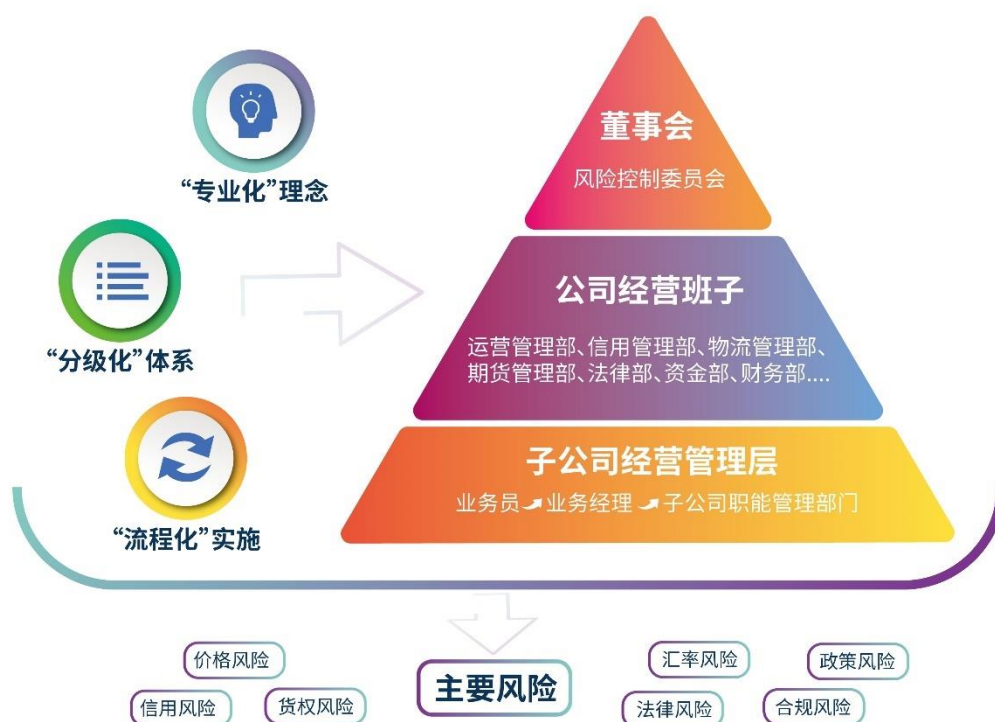 “专业化”理念
“分级化”体系
“流程化”实施
董事会
风险控制委员会
公司经营班子
运营管理部、信用管理部、物流管理部、
期货管理部、法律部、资金部、财务部....
子公司经营管理层
业务员➚业务经理➚子公司职能管理部门
价格风险
信用风险
货权风险
主要风险
汇率风险
政策风险
法律风险
合规风险